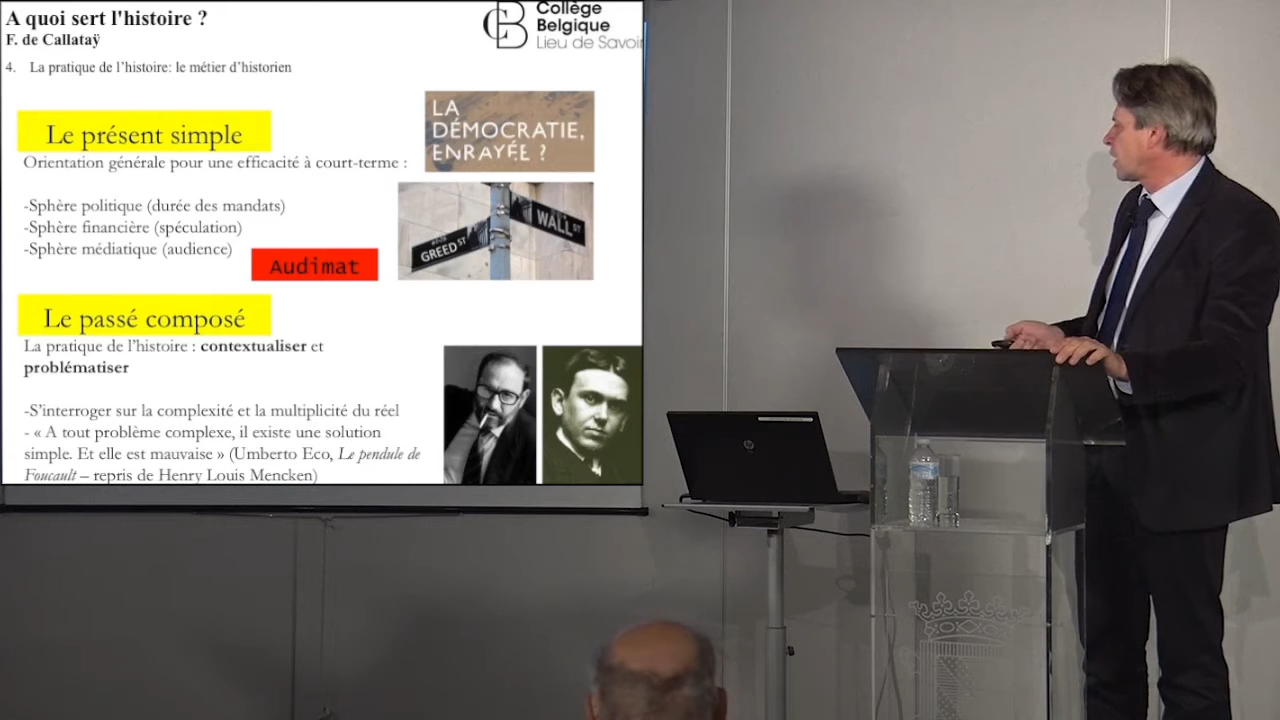 A quoi sert l'histoire ?
F. de Callataÿ
Collège
Belgique
Lieu de Savoir
4. La pratique de l'histoire: le métier d'historien
Le présent simple
Orientation générale pour une efficacité à court-terme :
-Sphère politique (durée des mandats)
-Sphère financière (spéculation)
-Sphère médiatique (audience)
Audimat
LA
DÉMOCRATIE,
ENRAYÉE ?
WALL ST
GREED ST
Le passé composé
La pratique de l'histoire : contextualiser et
problématiser
-S'interroger sur la complexité et la multiplicité du réel
- « A tout problème complexe, il existe une solution
simple. Et elle est mauvaise » (Umberto Eco, Le pendule de
Foucault – repris de Henry Louis Mencken)
hp